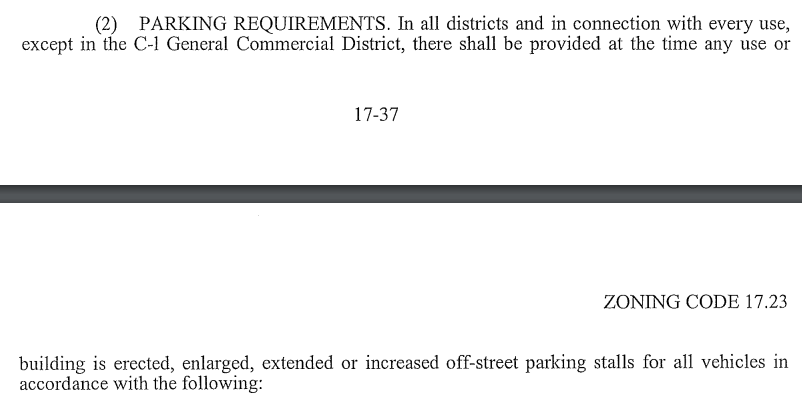 (2) PARKING REQUIREMENTS. In all districts and in connection with every use,
except in the C-1 General Commercial District, there shall be provided at the time any use or
17-37
ZONING CODE 17.23
building is erected, enlarged, extended or increased off-street parking stalls for all vehicles in
accordance with the following: